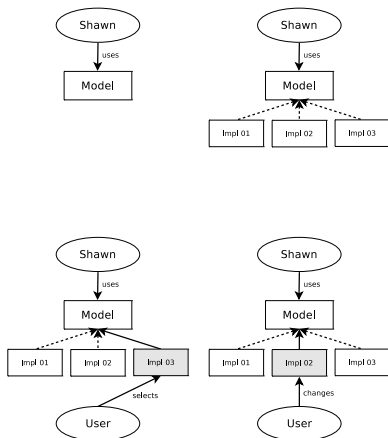 Shawn
uses
Model
Shawn
uses
Model
Impl 01 Impl 02 Impl 03
Shawn
uses
Model
Impl 01 Impl 02 Impl 03
selects
User
Shawn
uses
Model
Impl 01 Impl 02 Impl 03
changes
User